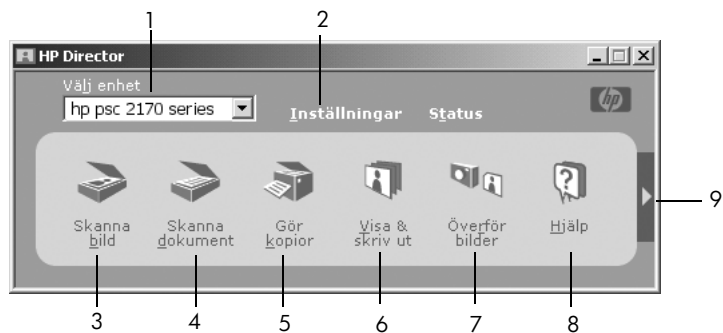 1
2
HP Director
Välj enhet
hp psc 2170 series
Inställningar Status
hp
9
Skanna bild
Skanna dokument
Gör kopior
Visa & skriv ut
Överför bilder
Hjälp
3 4 5 6 7 8